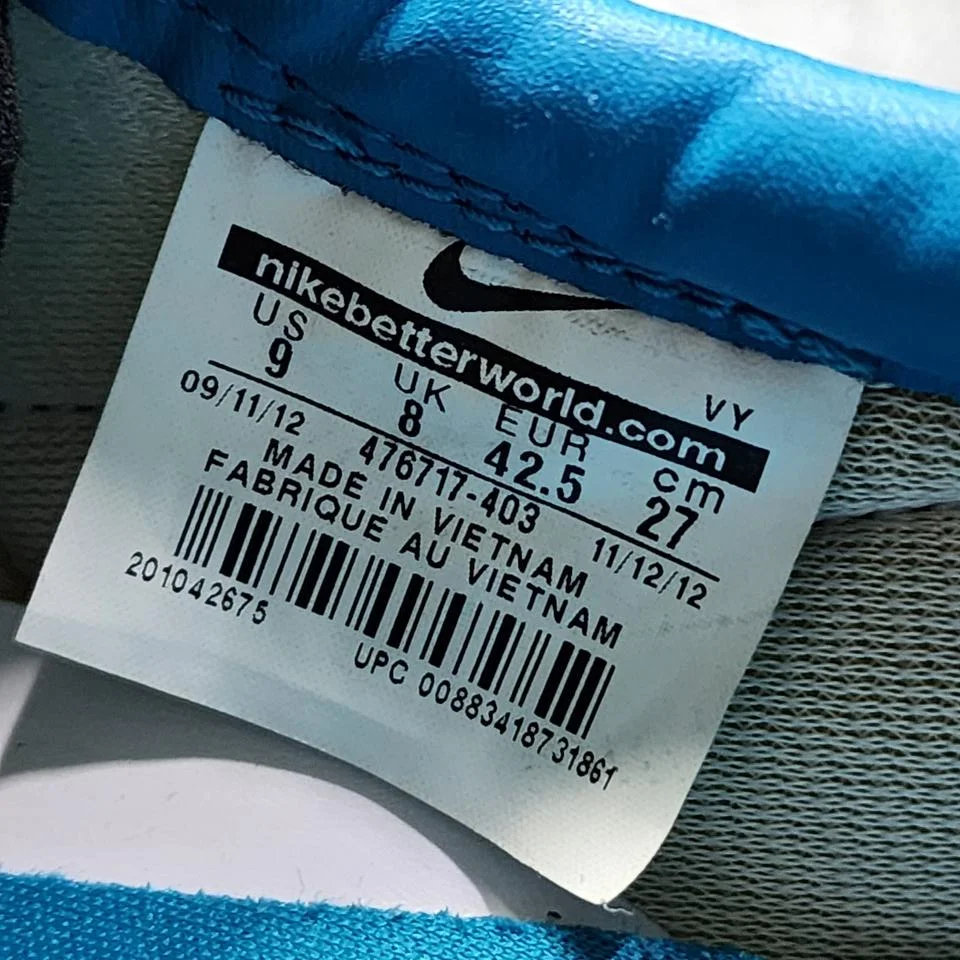 VY
nikebetterworld.com
US UK EUR cm
9 8 42.5 27
09/11/12 476717-403 11/12/12
MADE IN VIETNAM
FABRIQUE AU VIETNAM
201042675
UPC 00883418731861